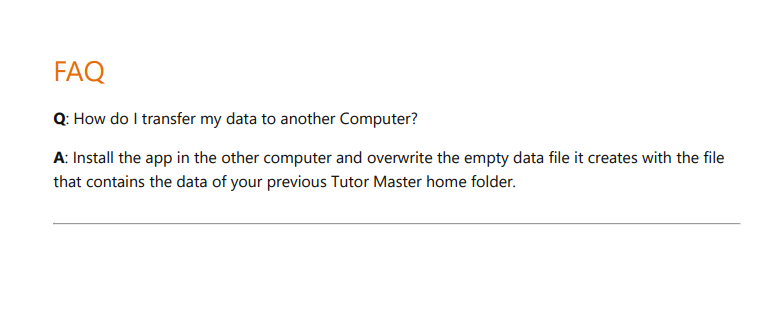 FAQ
Q: How do I transfer my data to another Computer?
A: Install the app in the other computer and overwrite the empty data file it creates with the file
that contains the data of your previous Tutor Master home folder.